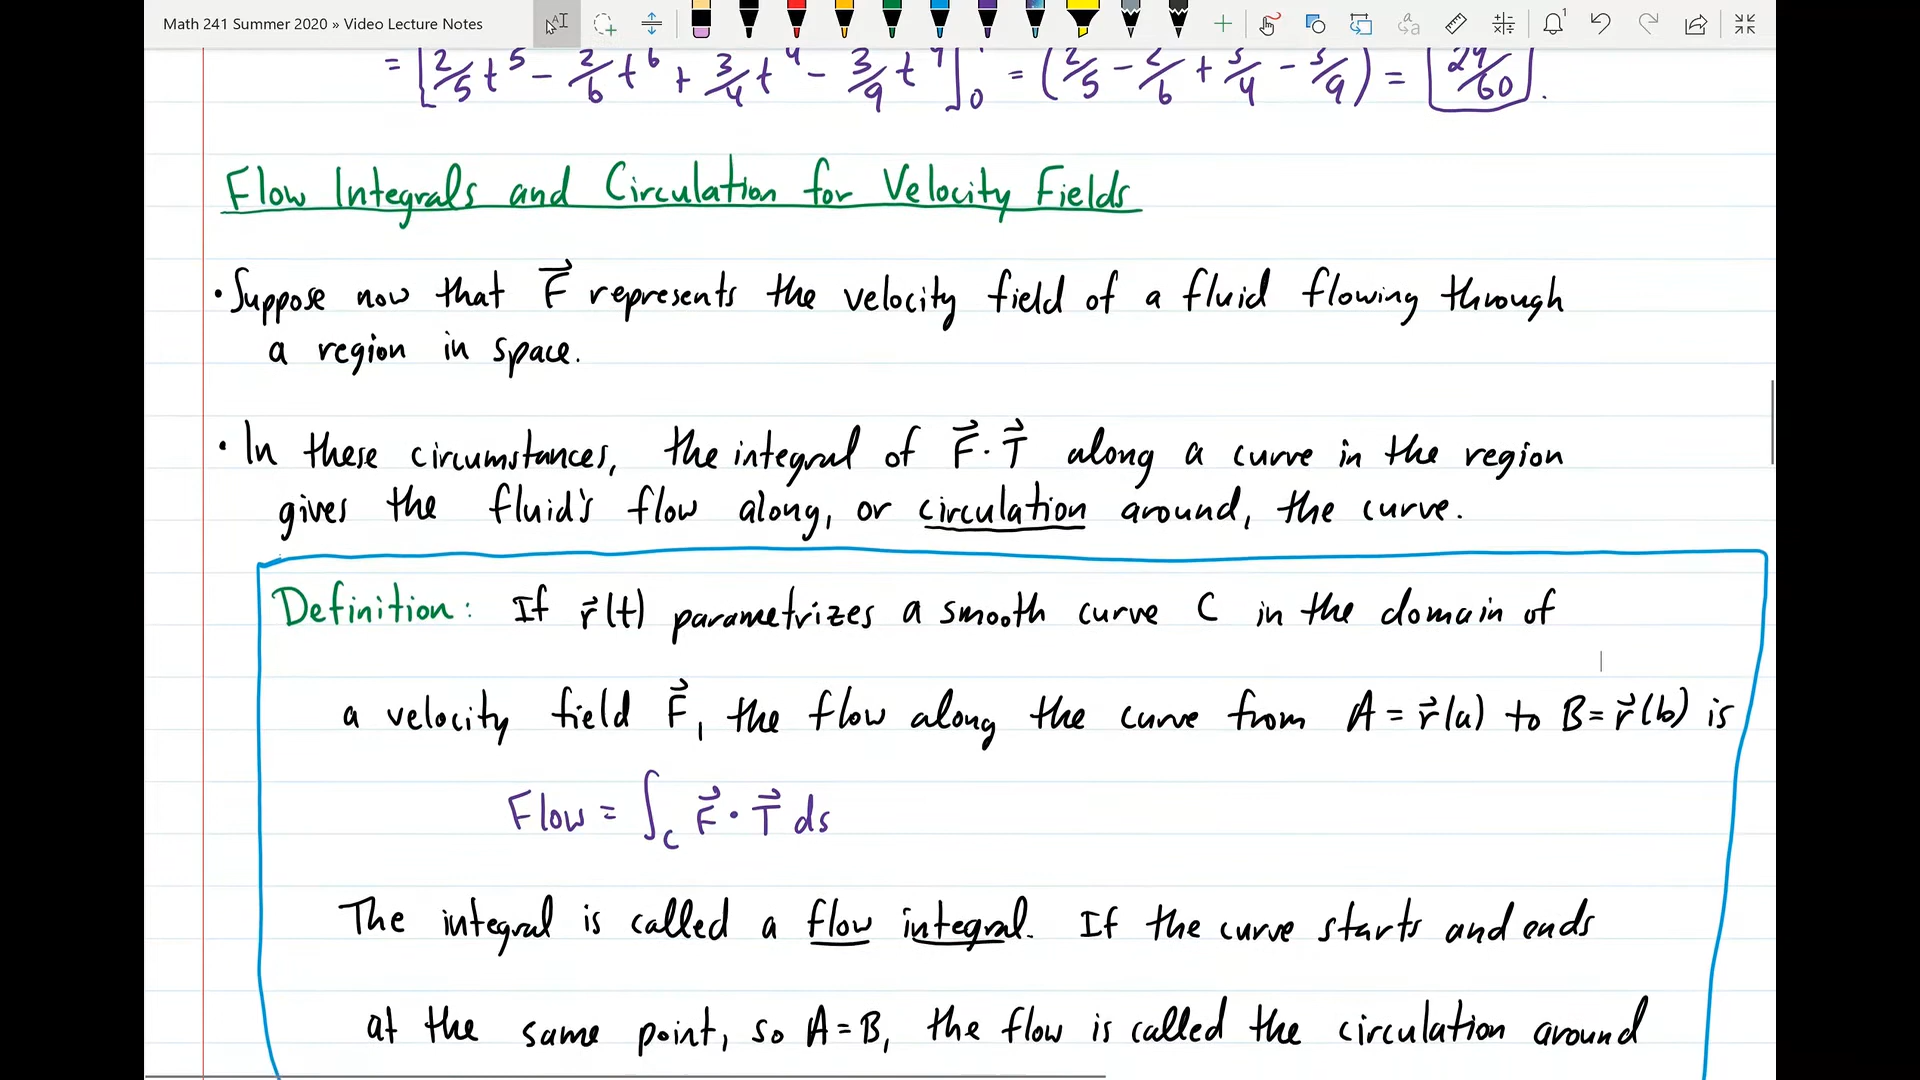 Math 241 Summer 2020 » Video Lecture Notes
= [2/5 t^5 - 2/6 t^6 + 3/4 t^4 - 3/9 t^9]_0 = (2/5 - 2/6 + 3/4 - 3/9) = 29/60.
Flow Integrals and Circulation for Velocity Fields
• Suppose now that F⃗ represents the velocity field of a fluid flowing through
a region in space.
• In these circumstances, the integral of F⃗ · T⃗ along a curve in the region
gives the fluid's flow along, or circulation around, the curve.
Definition: If r⃗(t) parametrizes a smooth curve C in the domain of
a velocity field F⃗, the flow along the curve from A = r⃗(a) to B = r⃗(b) is
Flow = ∫_C F⃗ · T⃗ ds
The integral is called a flow integral. If the curve starts and ends
at the same point, so A = B, the flow is called the circulation around